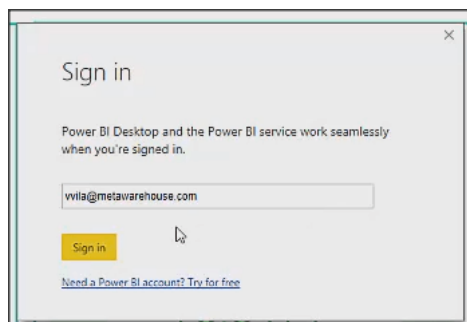 Sign in
Power BI Desktop and the Power BI service work seamlessly
when you're signed in.
vvila@metawarehouse.com
Sign in
Need a Power BI account? Try for free